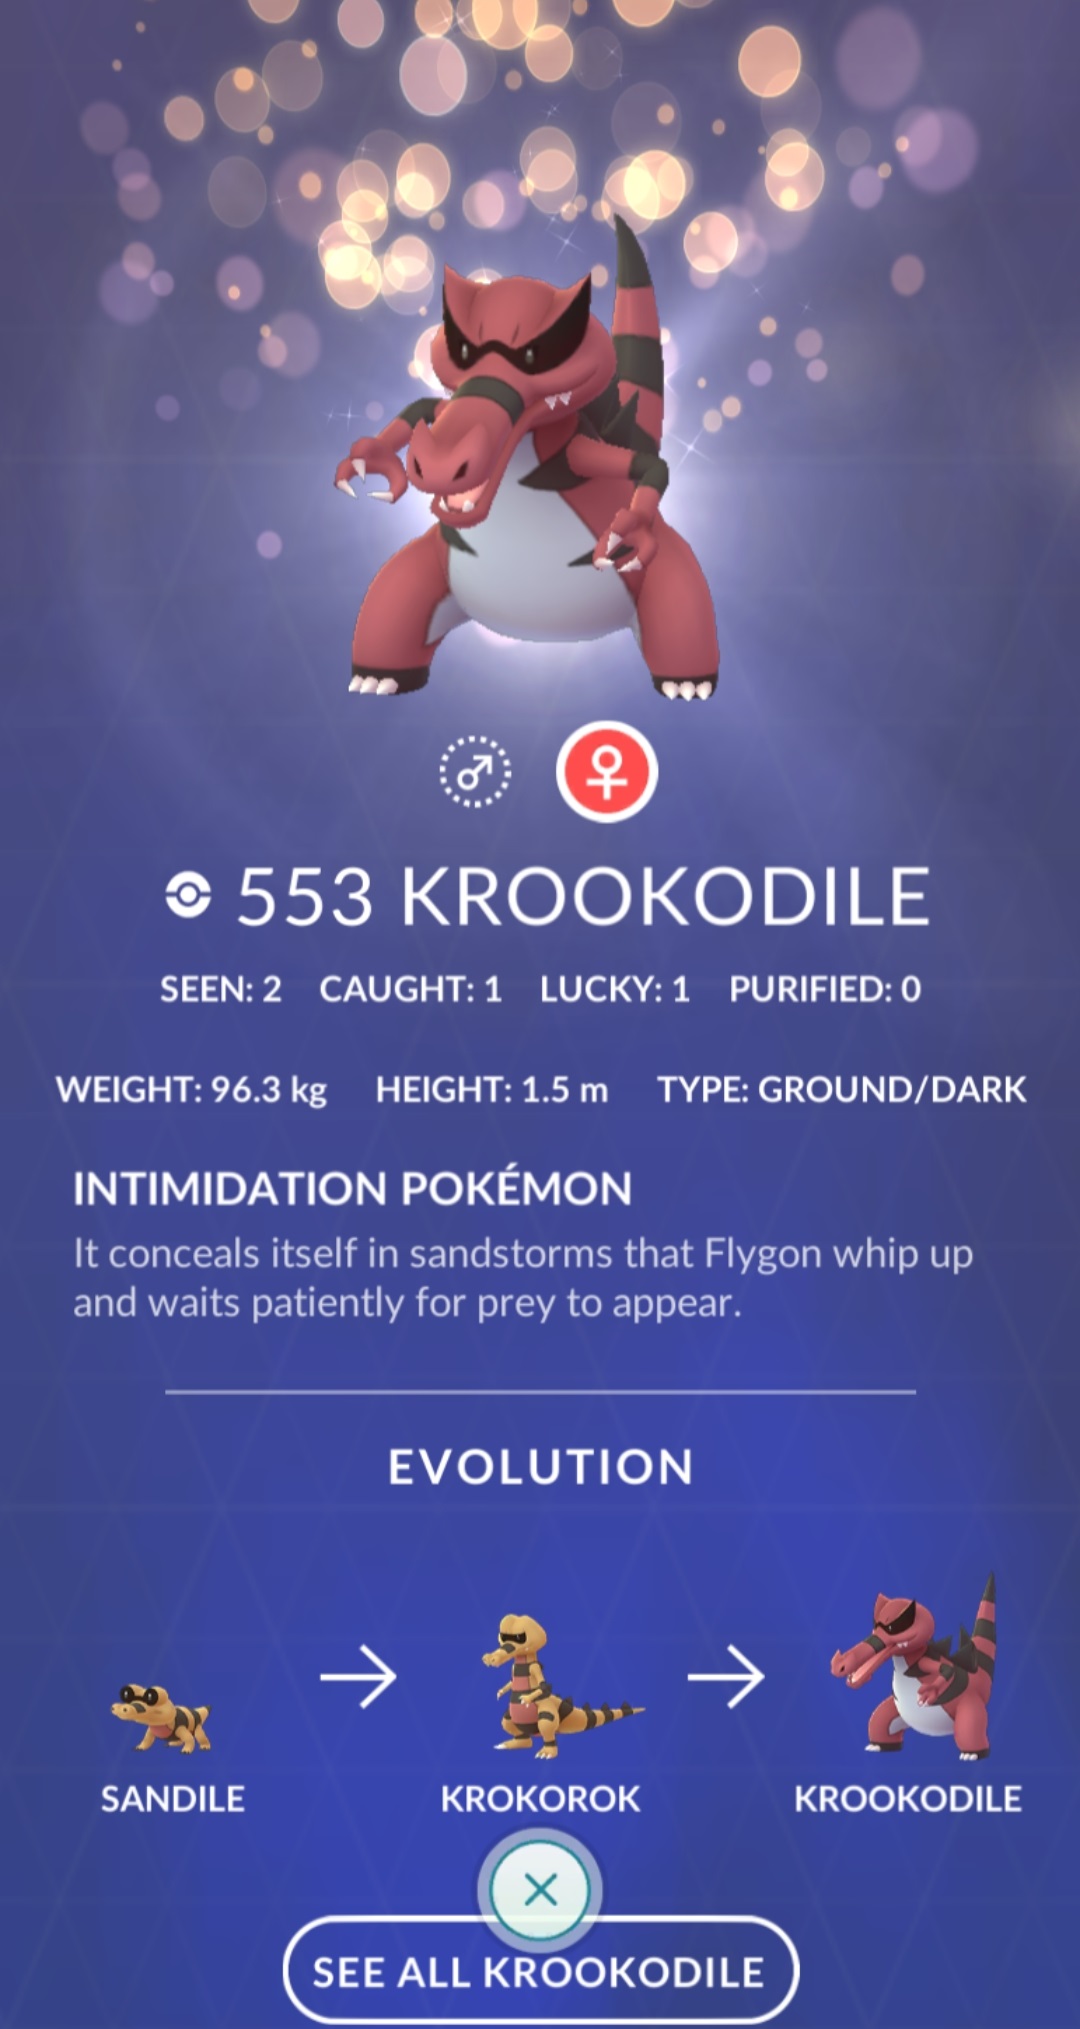 553 KROOKODILE
SEEN: 2 CAUGHT: 1 LUCKY: 1 PURIFIED: 0
WEIGHT: 96.3 kg HEIGHT: 1.5 m TYPE: GROUND/DARK
INTIMIDATION POKÉMON
It conceals itself in sandstorms that Flygon whip up
and waits patiently for prey to appear.
EVOLUTION
SANDILE KROKOROK KROOKODILE
SEE ALL KROOKODILE